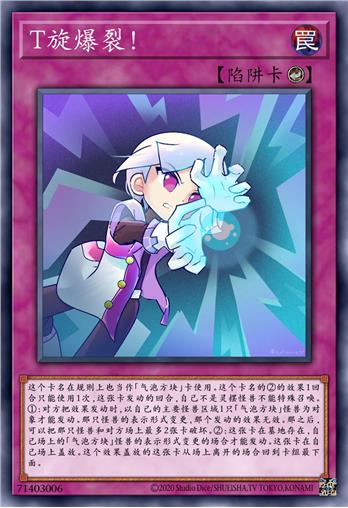 T旋爆裂!
罠
【陷阱卡】
这个卡名在规则上也当作「气泡方块」卡使用。这个卡名的②的效果1回
合只能使用1次,这张卡发动的回合,自己不是灵摆怪兽不能特殊召唤。
①:对方把效果发动时,以自己的主要怪兽区域1只「气泡方块」怪兽为对
象才能发动。那只怪兽的表示形式变更,那个发动的效果无效。那之后,
可以把那只怪兽和对方场上最多2张卡破坏。②:这张卡在墓地存在,自
己场上的「气泡方块」怪兽的表示形式变更的场合才能发动。这张卡在自
己场上盖放。这个效果盖放的这张卡从场上离开的场合回到卡组最下
面。
71403006
©2020 Studio Dice/SHUEISHA,TV TOKYO,KONAMI